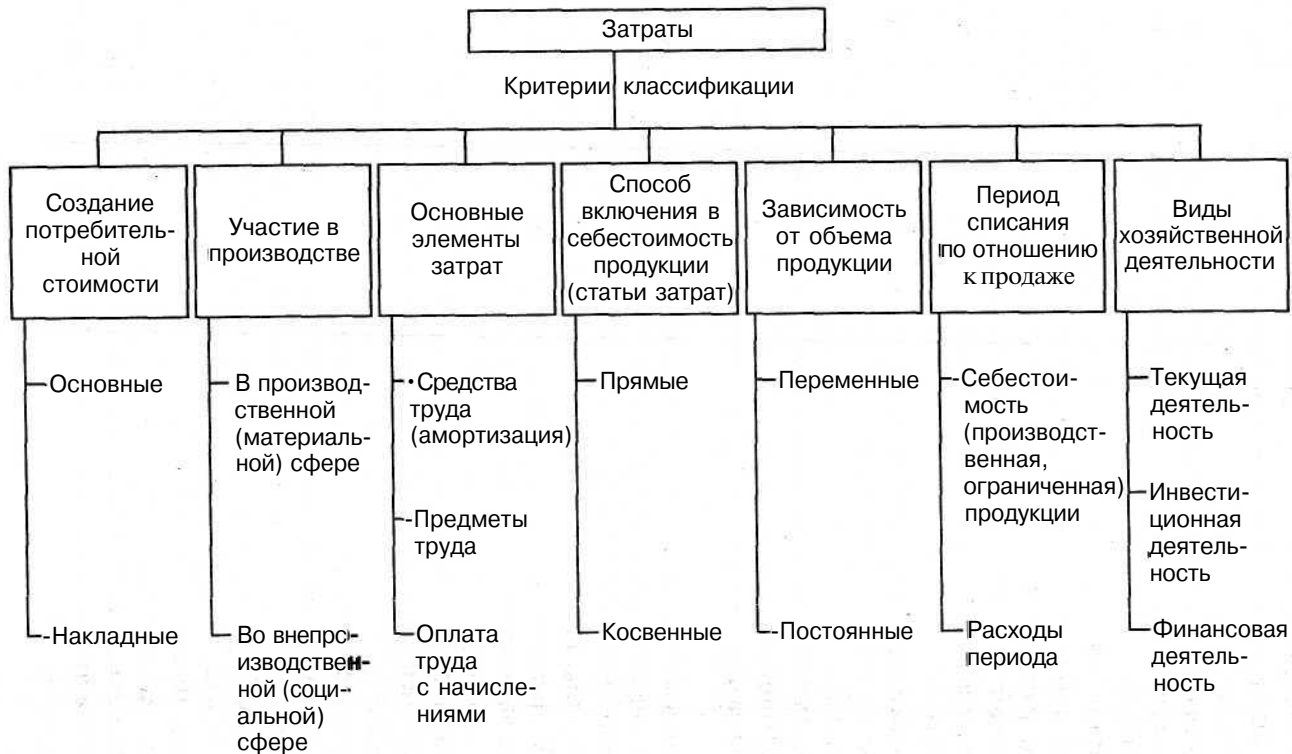 Затраты
Критерии классификации
Создание
потребитель-
ной
стоимости
Участие в
производстве
Основные
элементы
затрат
Способ
включения в
себестоимость
продукции
(статьи затрат)
Зависимость
от объема
продукции
Период
списания
по отношению
к продаже
Виды
хозяйственной
деятельности
Основные
Накладные
В производ-
ственной
(материаль-
ной) сфере
Во внепро-
изводствен-
ной (соци-
альной)
сфере
Средства
труда
(амортизация)
Предметы
труда
Оплата
труда
с начисле-
ниями
Прямые
Косвенные
Переменные
Постоянные
Себестои-
мость
(производст-
венная,
ограниченная)
продукции
Расходы
периода
Текущая
деятель-
ность
Инвести-
ционная
деятель-
ность
Финансовая
деятель-
ность